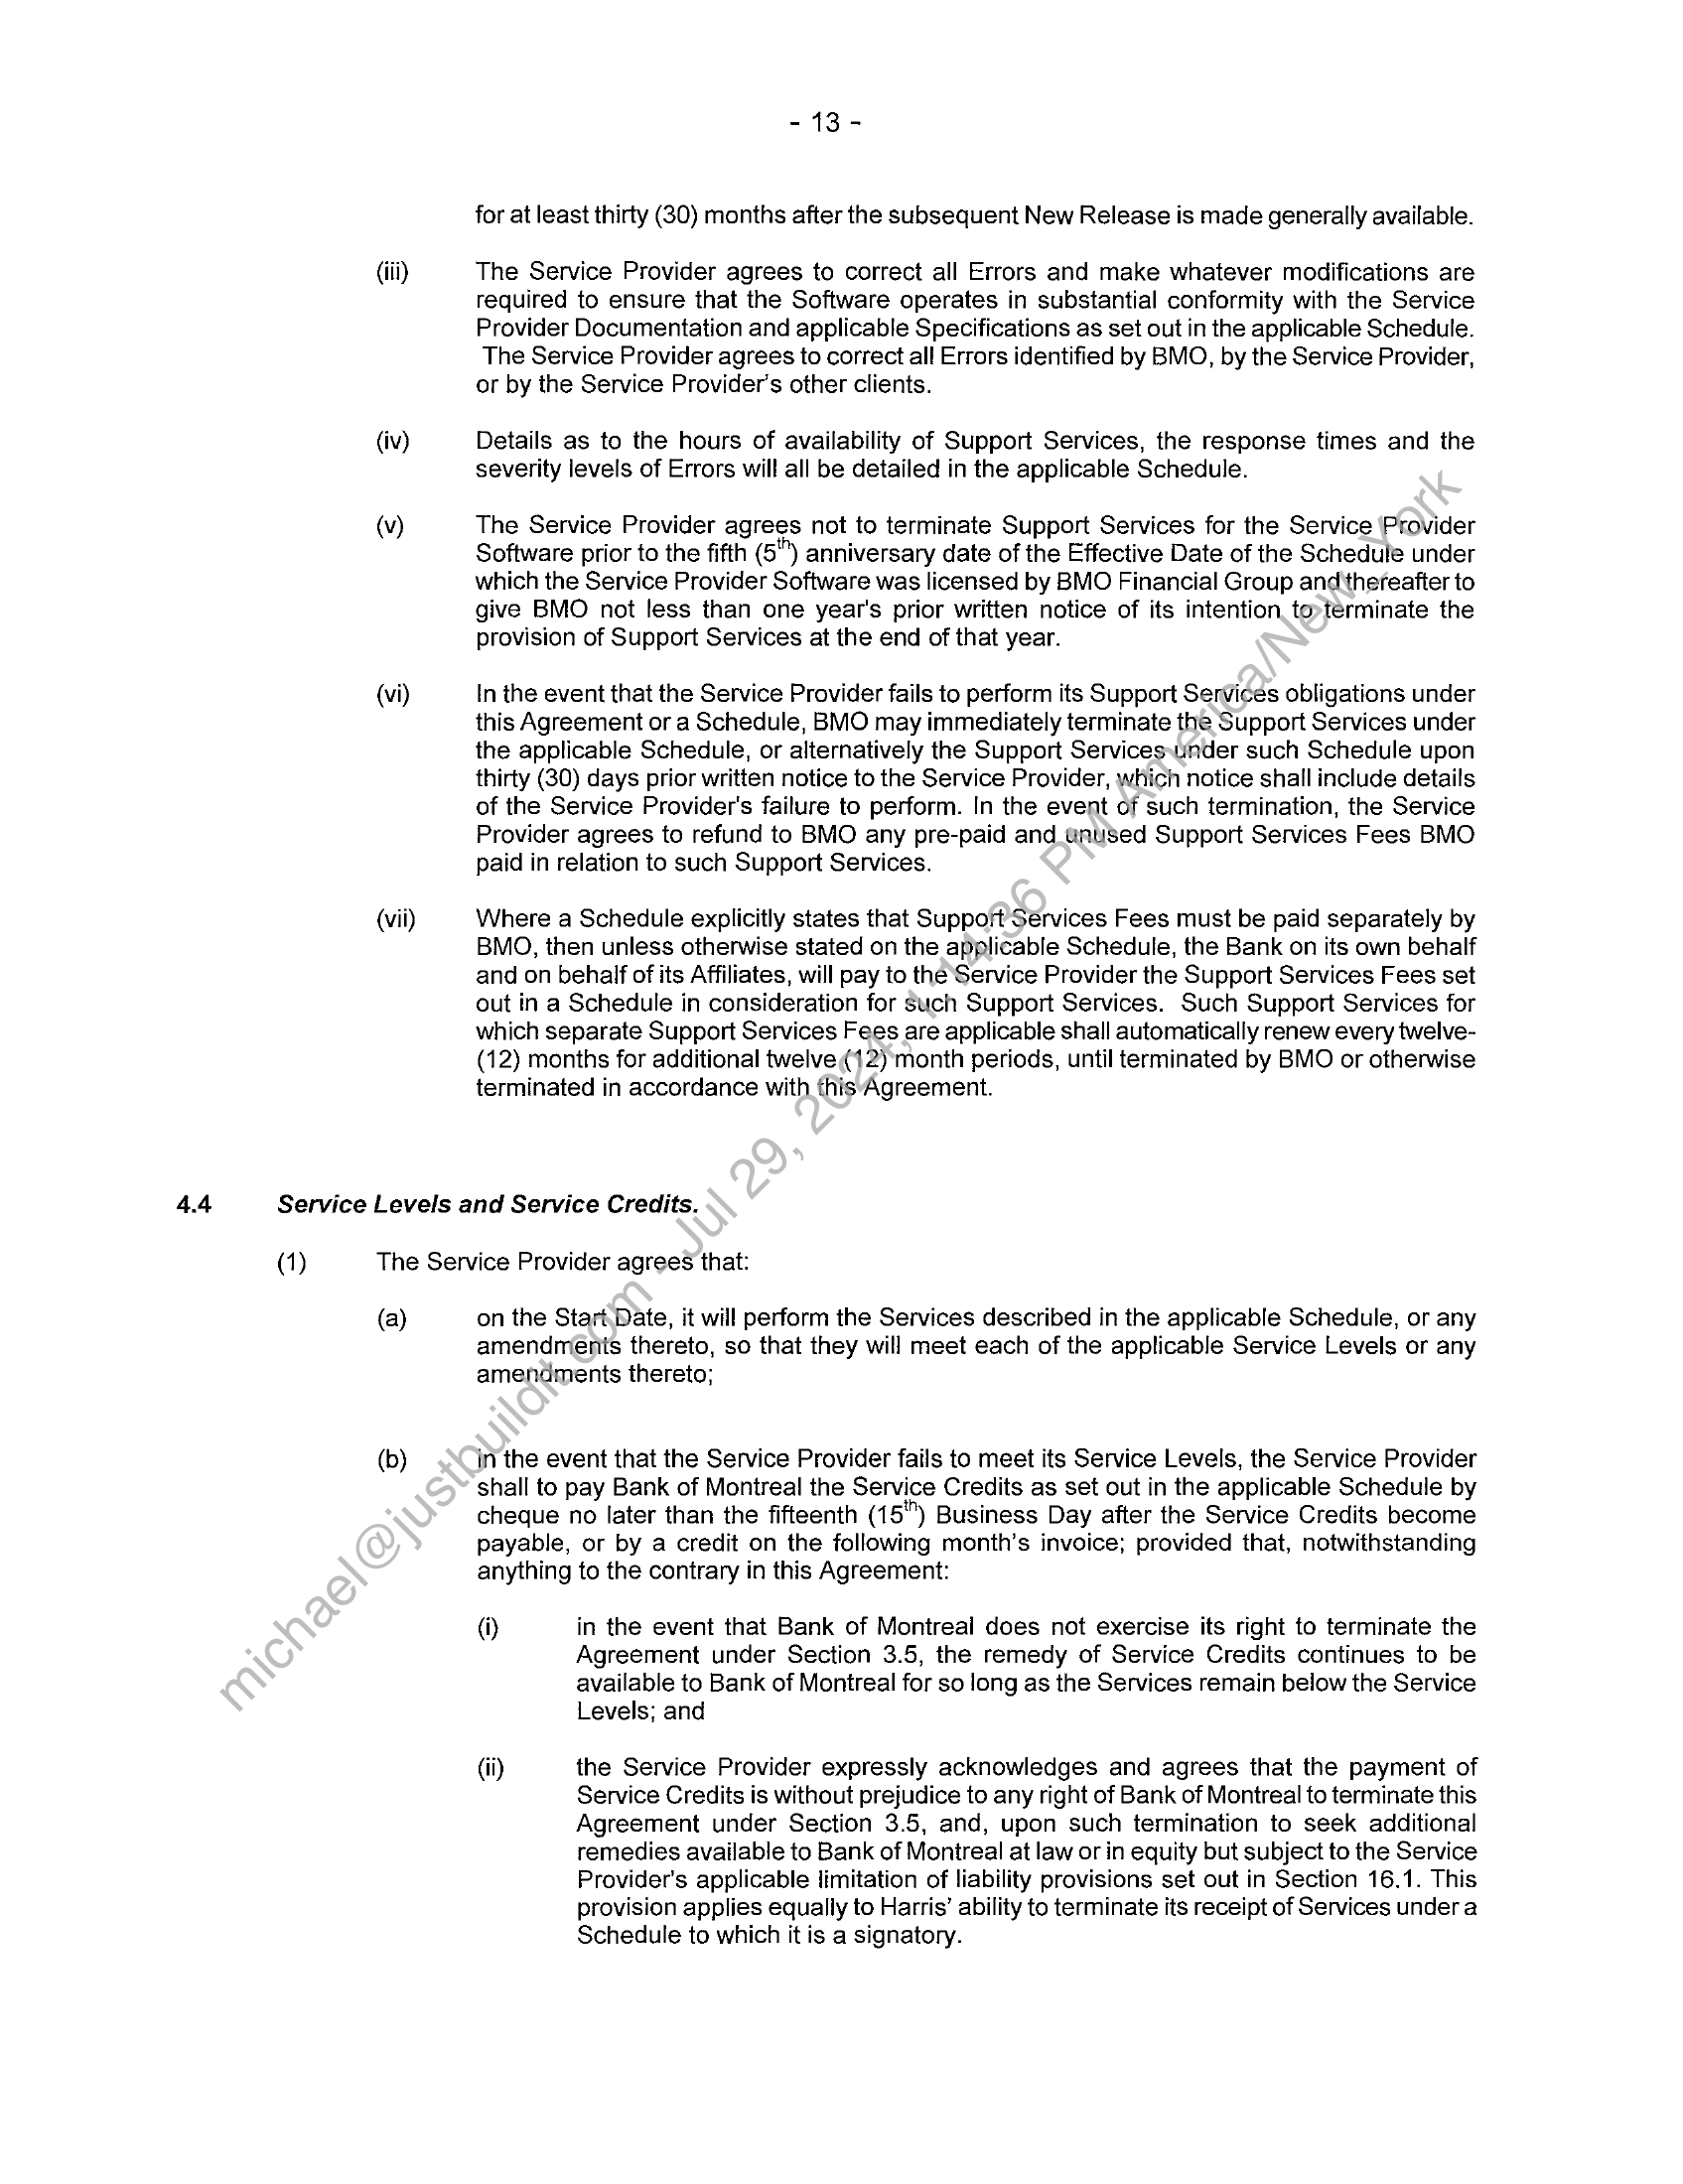 - 13 -
for at least thirty (30) months after the subsequent New Release is made generally available.
(iii) The Service Provider agrees to correct all Errors and make whatever modifications are
required to ensure that the Software operates in substantial conformity with the Service
Provider Documentation and applicable Specifications as set out in the applicable Schedule.
The Service Provider agrees to correct all Errors identified by BMO, by the Service Provider,
or by the Service Provider's other clients.
(iv) Details as to the hours of availability of Support Services, the response times and the
severity levels of Errors will all be detailed in the applicable Schedule.
(v) The Service Provider agrees not to terminate Support Services for the Service Provider
Software prior to the fifth (5th) anniversary date of the Effective Date of the Schedule under
which the Service Provider Software was licensed by BMO Financial Group and thereafter to
give BMO not less than one year's prior written notice of its intention to terminate the
provision of Support Services at the end of that year.
(vi) In the event that the Service Provider fails to perform its Support Services obligations under
this Agreement or a Schedule, BMO may immediately terminate the Support Services under
the applicable Schedule, or alternatively the Support Services under such Schedule upon
thirty (30) days prior written notice to the Service Provider, which notice shall include details
of the Service Provider's failure to perform. In the event of such termination, the Service
Provider agrees to refund to BMO any pre-paid and unused Support Services Fees BMO
paid in relation to such Support Services.
(vii) Where a Schedule explicitly states that Support Services Fees must be paid separately by
BMO, then unless otherwise stated on the applicable Schedule, the Bank on its own behalf
and on behalf of its Affiliates, will pay to the Service Provider the Support Services Fees set
out in a Schedule in consideration for such Support Services. Such Support Services for
which separate Support Services Fees are applicable shall automatically renew every twelve-
(12) months for additional twelve (12) month periods, until terminated by BMO or otherwise
terminated in accordance with this Agreement.
4.4 Service Levels and Service Credits.
(1) The Service Provider agrees that:
(a) on the Start Date, it will perform the Services described in the applicable Schedule, or any
amendments thereto, so that they will meet each of the applicable Service Levels or any
amendments thereto;
(b) in the event that the Service Provider fails to meet its Service Levels, the Service Provider
shall to pay Bank of Montreal the Service Credits as set out in the applicable Schedule by
cheque no later than the fifteenth (15th) Business Day after the Service Credits become
payable, or by a credit on the following month's invoice; provided that, notwithstanding
anything to the contrary in this Agreement:
(i) in the event that Bank of Montreal does not exercise its right to terminate the
Agreement under Section 3.5, the remedy of Service Credits continues to be
available to Bank of Montreal for so long as the Services remain below the Service
Levels; and
(ii) the Service Provider expressly acknowledges and agrees that the payment of
Service Credits is without prejudice to any right of Bank of Montreal to terminate this
Agreement under Section 3.5, and, upon such termination to seek additional
remedies available to Bank of Montreal at law or in equity but subject to the Service
Provider's applicable limitation of liability provisions set out in Section 16.1. This
provision applies equally to Harris' ability to terminate its receipt of Services under a
Schedule to which it is a signatory.
michael@justbuildit.com - Jul 29, 2024, 1:14:36 PM America/New_York